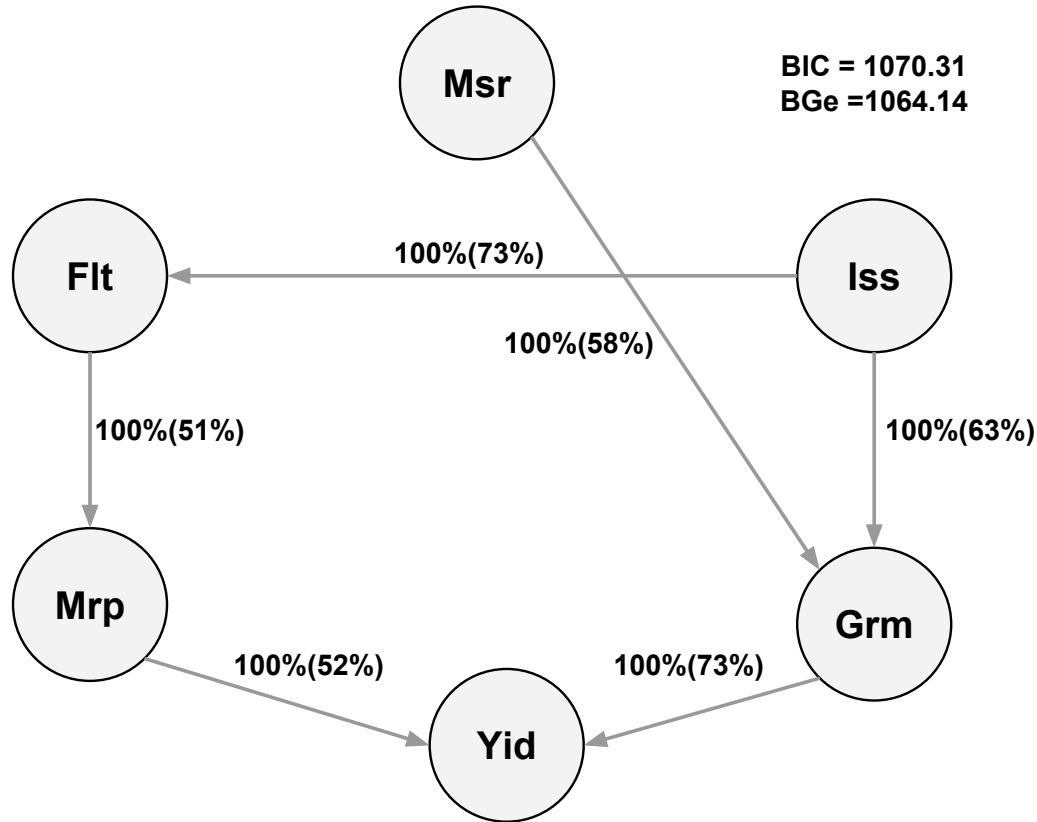 Msr
BIC = 1070.31
BGe =1064.14
Flt
100%(73%)
Iss
100%(58%)
100%(51%)
100%(63%)
Mrp
Grm
100%(52%)
100%(73%)
Yid